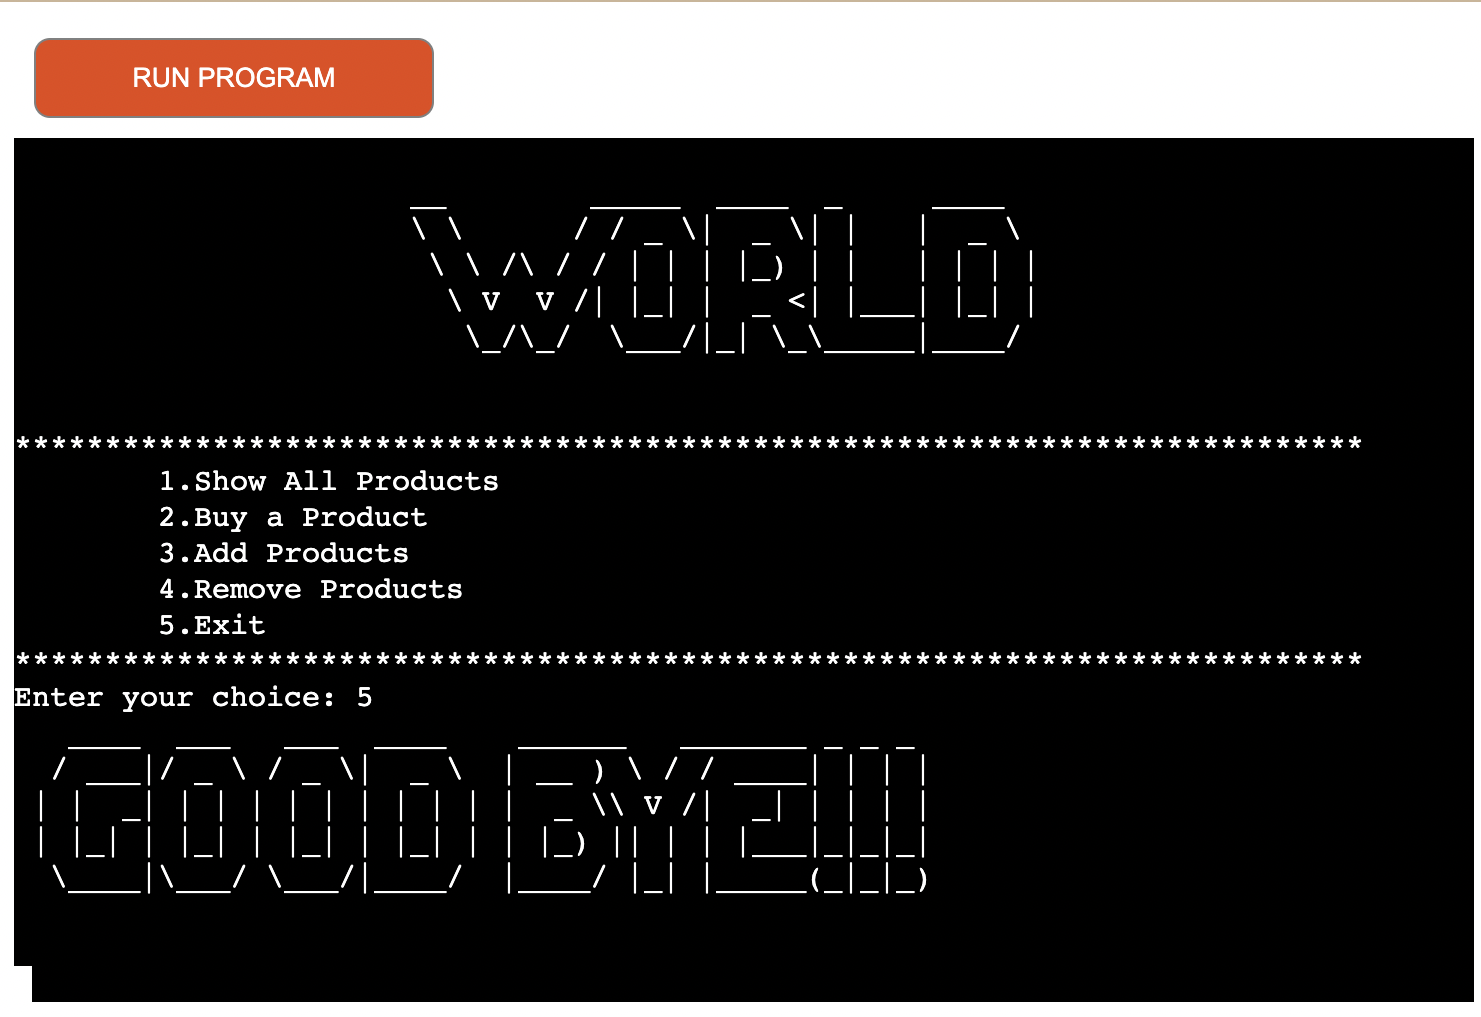 RUN PROGRAM
WORLD
***************************************************************************
1.Show All Products
2.Buy a Product
3.Add Products
4.Remove Products
5.Exit
***************************************************************************
Enter your choice: 5
GOOD BYE!!!